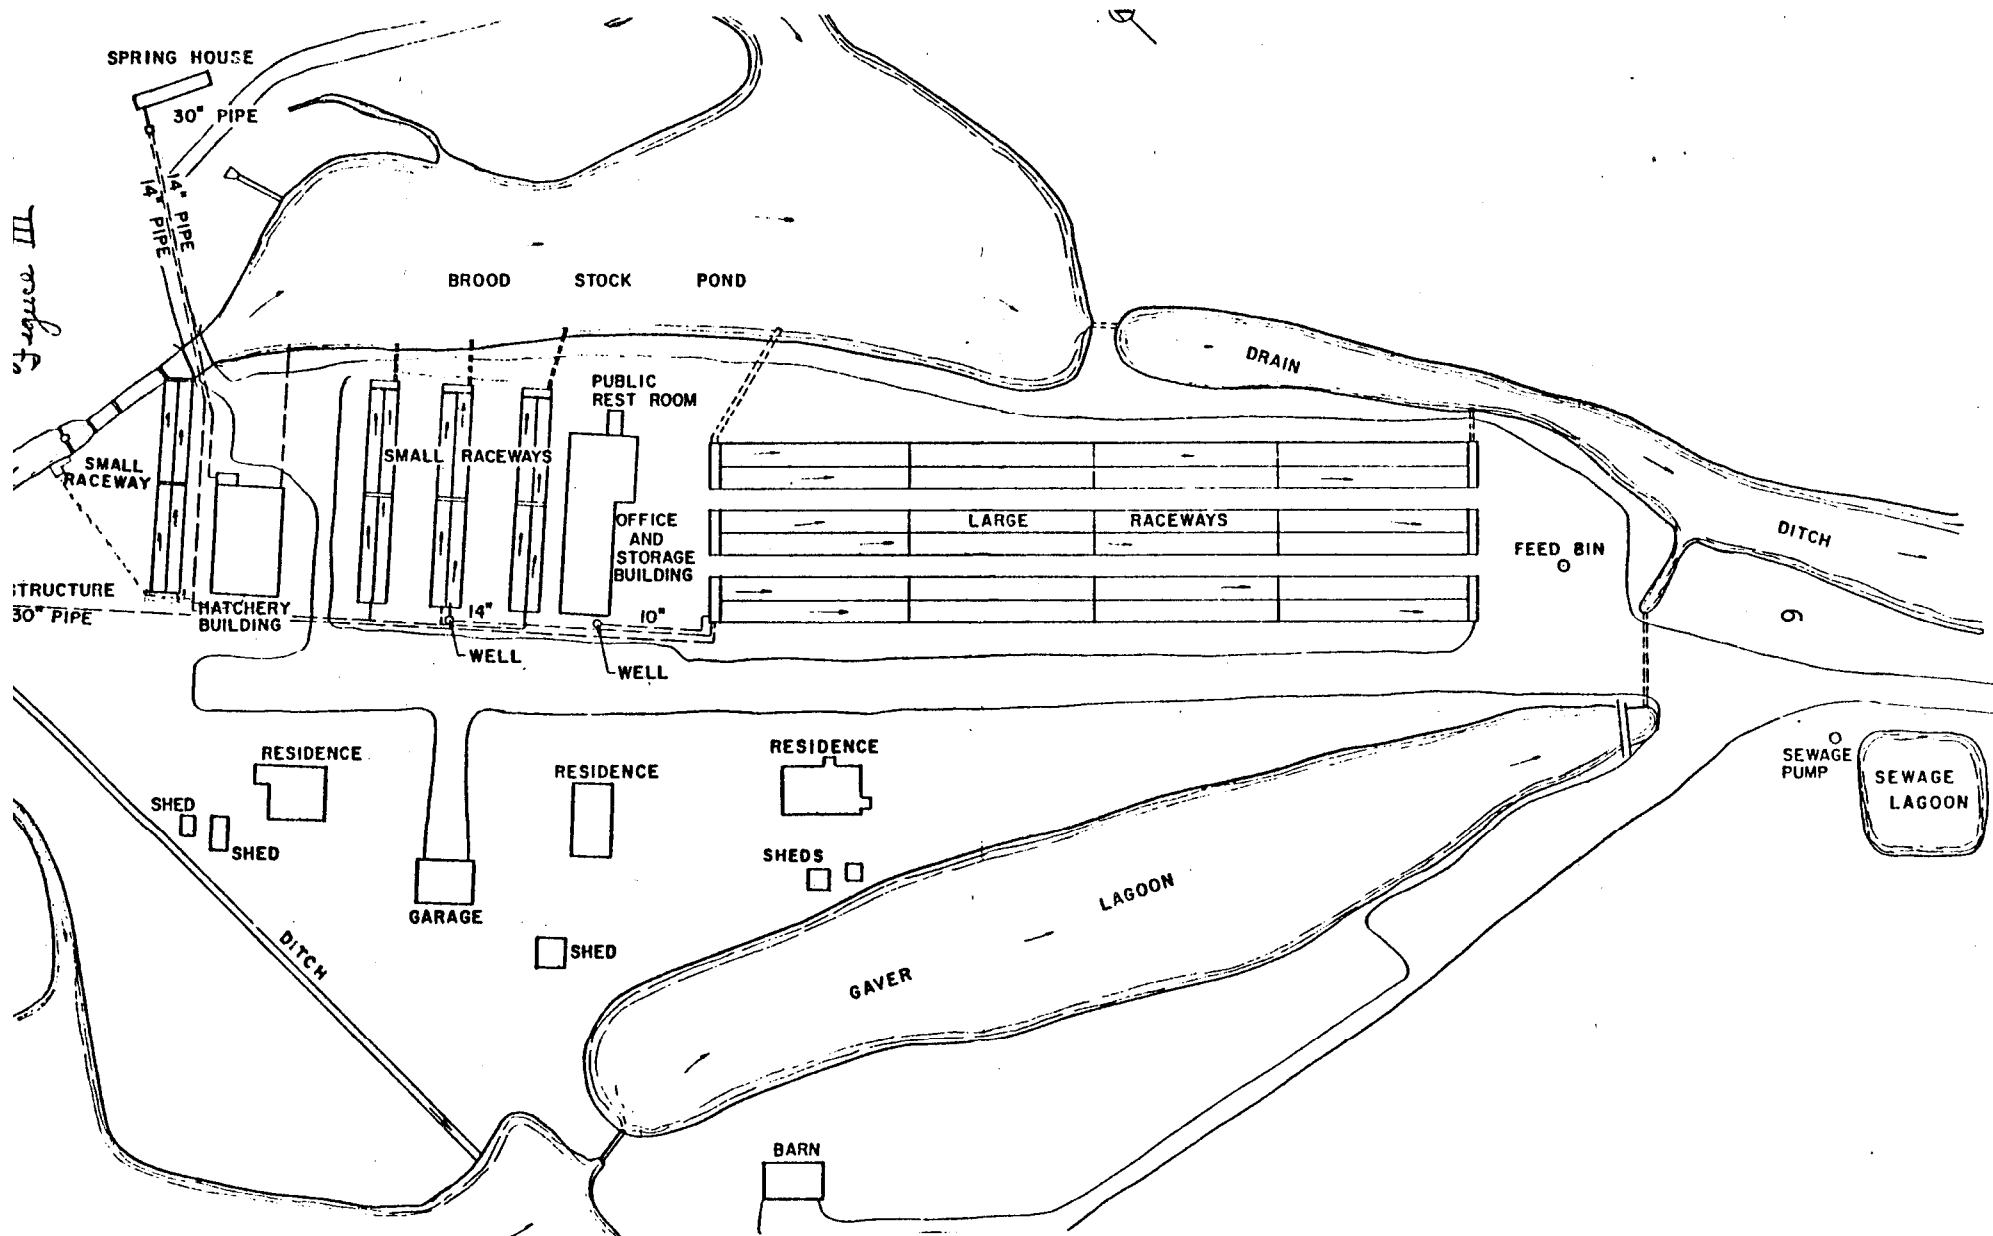 SPRING HOUSE
30" PIPE
14" PIPE
14" PIPE
Figure III
BROOD STOCK POND
DRAIN
PUBLIC
REST ROOM
SMALL
RACEWAY
SMALL RACEWAYS
OFFICE
AND
STORAGE
BUILDING
LARGE RACEWAYS
FEED BIN
DITCH
STRUCTURE
30" PIPE
HATCHERY
BUILDING
14"
10"
WELL
WELL
9
RESIDENCE
RESIDENCE
RESIDENCE
SEWAGE
PUMP
SEWAGE
LAGOON
SHED
SHED
SHEDS
GARAGE
SHED
DITCH
GAVER LAGOON
BARN